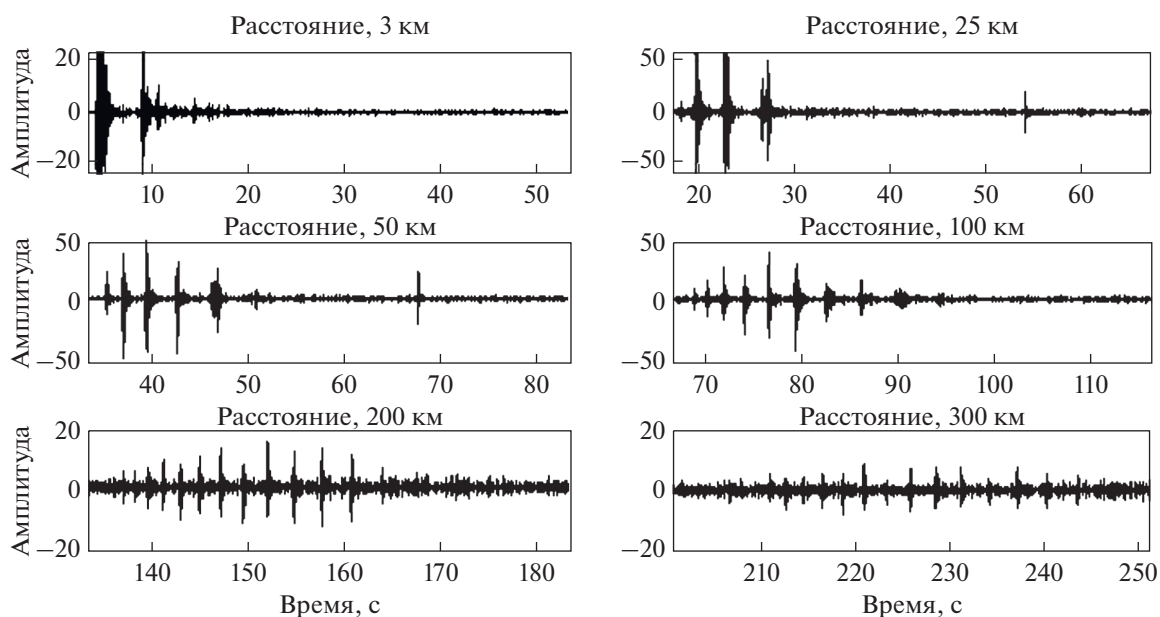 Расстояние, 3 км
Расстояние, 25 км
Амплитуда
20
0
−20
10 20 30 40 50
50
0
−50
20 30 40 50 60
Расстояние, 50 км
Расстояние, 100 км
Амплитуда
50
0
−50
40 50 60 70 80
50
0
−50
70 80 90 100 110
Расстояние, 200 км
Расстояние, 300 км
Амплитуда
20
0
−20
140 150 160 170 180
Время, с
20
0
−20
210 220 230 240 250
Время, с